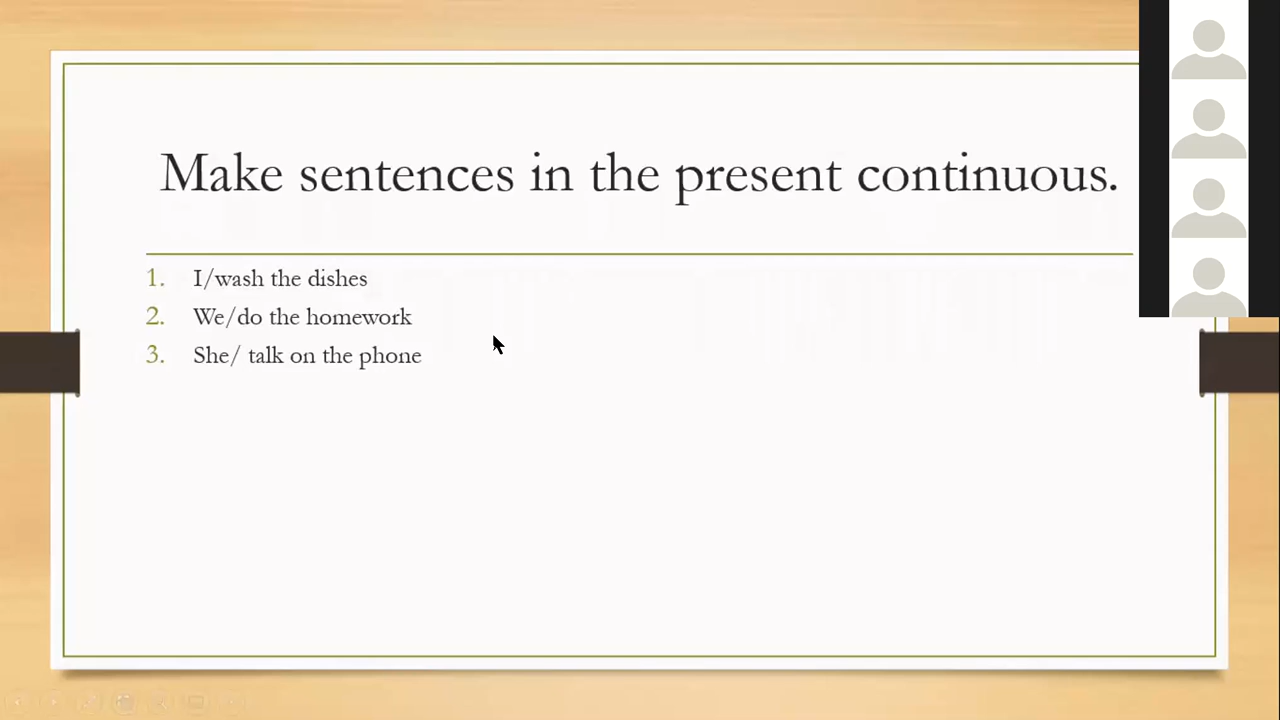 Make sentences in the present continuous.
1. I/wash the dishes
2. We/do the homework
3. She/ talk on the phone